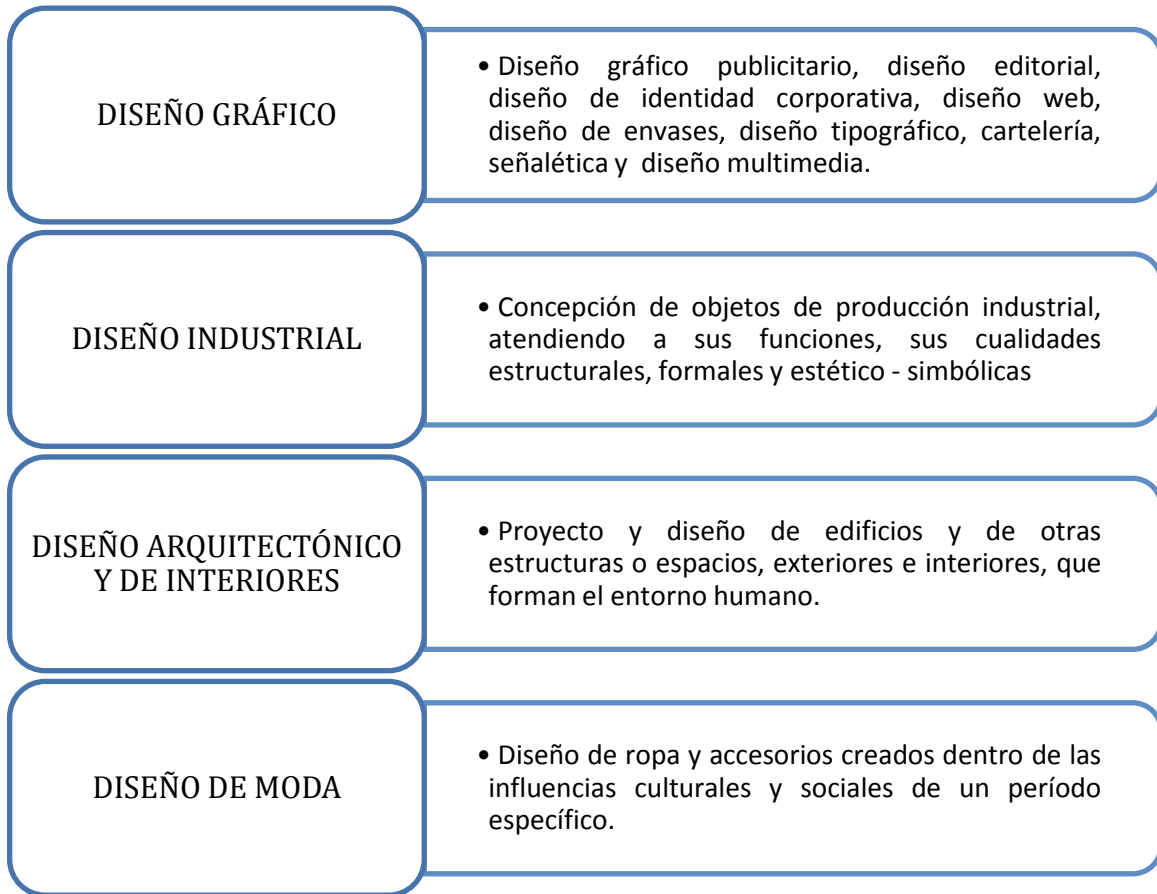 DISEÑO GRÁFICO
• Diseño gráfico publicitario, diseño editorial,
diseño de identidad corporativa, diseño web,
diseño de envases, diseño tipográfico, cartelería,
señalética y diseño multimedia.
DISEÑO INDUSTRIAL
• Concepción de objetos de producción industrial,
atendiendo a sus funciones, sus cualidades
estructurales, formales y estético - simbólicas
DISEÑO ARQUITECTÓNICO
Y DE INTERIORES
• Proyecto y diseño de edificios y de otras
estructuras o espacios, exteriores e interiores, que
forman el entorno humano.
DISEÑO DE MODA
• Diseño de ropa y accesorios creados dentro de las
influencias culturales y sociales de un período
específico.